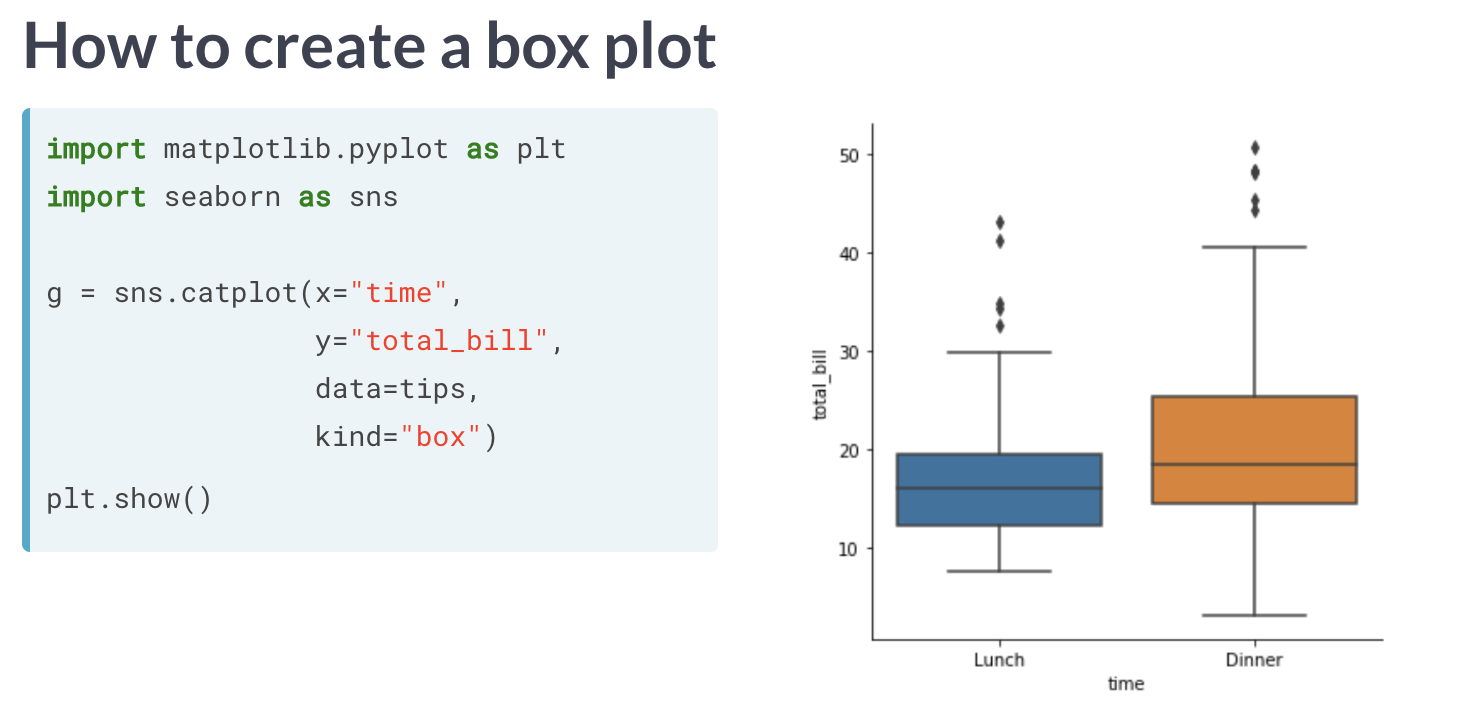 How to create a box plot
import matplotlib.pyplot as plt
import seaborn as sns
g = sns.catplot(x="time",
y="total_bill",
data=tips,
kind="box")
plt.show()
50
40
30
20
10
total_bill
Lunch
Dinner
time